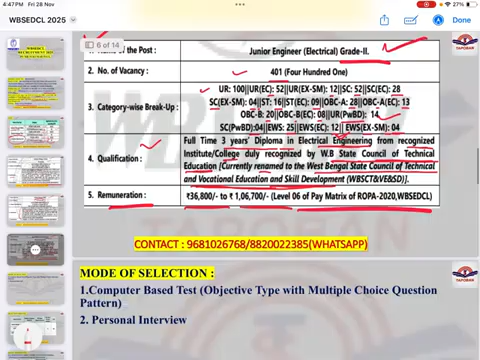 4:47 PM Fri 28 Nov
WBSEDCL 2025
Done
6 of 14
TAPOBAN
of the Post
Junior Engineer (Electrical) Grade-II.
2. No. of Vacancy
401 (Four Hundred One)
3. Category-wise Break-Up :
UR: 100||UR(EC): 52||UR(EX-SM): 12||SC: 52||SC(EC): 28
SC(EX-SM): 04||ST: 16||ST(EC): 09||OBC-A: 28||OBC-A(EC): 13
OBC-B: 20||OBC-B(EC): 08||UR(PwBD): 14
SC(PwBD):04||EWS: 25||EWS(EC): 12|| EWS(EX-SM): 04
4. Qualification :
Full Time 3 years' Diploma in Electrical Engineering from recognized
Institute/College duly recognized by W.B State Council of Technical
Education [Currently renamed to the West Bengal State Council of Technical
and Vocational Education and Skill Development (WBSCT&VE&SD)].
5. Remuneration :
₹36,800/- to ₹1,06,700/- (Level 06 of Pay Matrix of ROPA-2020,WBSEDCL)
CONTACT : 9681026768/8820022385(WHATSAPP)
MODE OF SELECTION :
1.Computer Based Test (Objective Type with Multiple Choice Question
Pattern)
2. Personal Interview
TAPOBAN